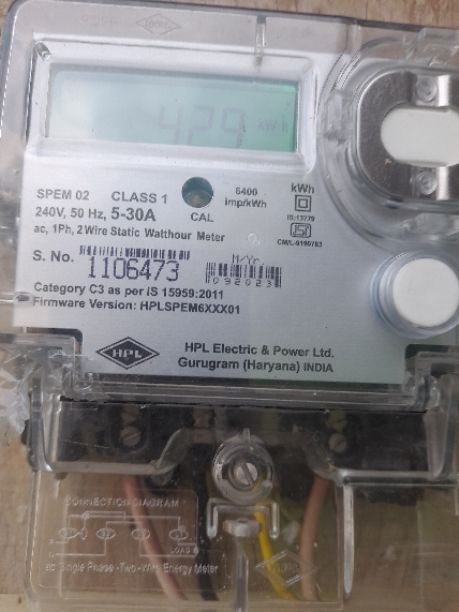 HPL
429 kWh
SPEM 02 CLASS 1
240V, 50 Hz, 5-30A
ac, 1Ph, 2Wire Static Watthour Meter
CAL
6400
imp/kWh
kWh
IS:13779
S. No. 1106473
M/Yr
092023
Category C3 as per IS 15959:2011
Firmware Version: HPLSPEM6XXX01
HPL
HPL Electric & Power Ltd.
Gurugram (Haryana) INDIA
CONNECTION DIAGRAM
LOAD
ac Single Phase -Two -Wire Energy Meter